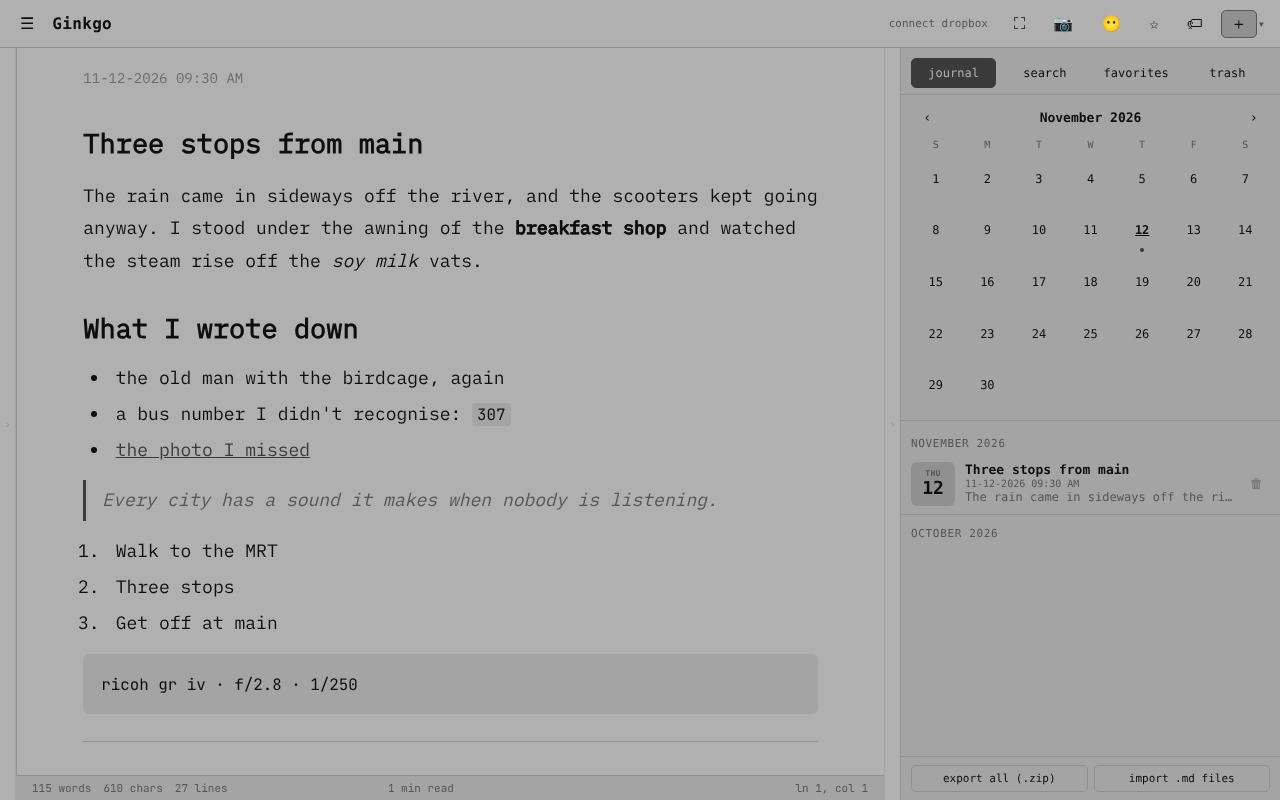 ☰ Ginkgo
connect dropbox
+
11-12-2026 09:30 AM
Three stops from main
The rain came in sideways off the river, and the scooters kept going
anyway. I stood under the awning of the breakfast shop and watched
the steam rise off the soy milk vats.
What I wrote down
• the old man with the birdcage, again
• a bus number I didn't recognise: 307
• the photo I missed
Every city has a sound it makes when nobody is listening.
1. Walk to the MRT
2. Three stops
3. Get off at main
ricoh gr iv · f/2.8 · 1/250
115 words 610 chars 27 lines
1 min read
ln 1, col 1
journal search favorites trash
‹ November 2026 ›
S M T W T F S
1 2 3 4 5 6 7
8 9 10 11 12 13 14
15 16 17 18 19 20 21
22 23 24 25 26 27 28
29 30
NOVEMBER 2026
THU
12
Three stops from main
11-12-2026 09:30 AM
The rain came in sideways off the ri…
OCTOBER 2026
export all (.zip) import .md files